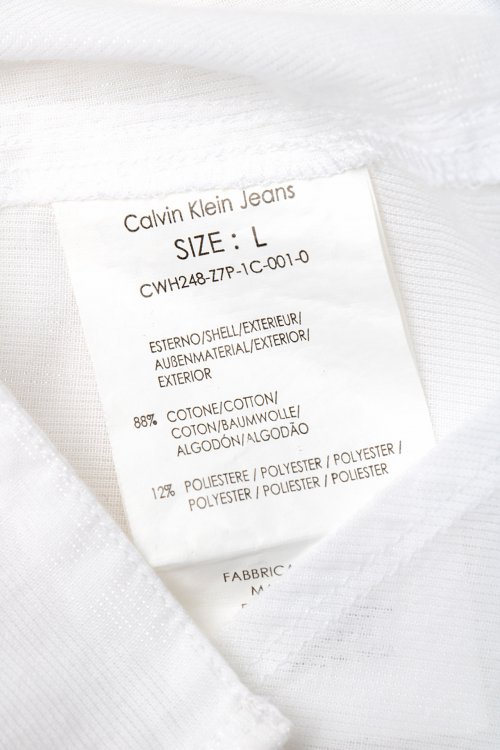 Calvin Klein Jeans
SIZE : L
CWH248-Z7P-1C-001-0
ESTERNO/SHELL/EXTERIEUR/
AUßENMATERIAL/EXTERIOR/
EXTERIOR
88% COTONE/COTTON/
COTON/BAUMWOLLE/
ALGODÓN/ALGODÃO
12% POLIESTERE / POLYESTER / POLYESTER /
POLYESTER / POLIESTER / POLIESTER